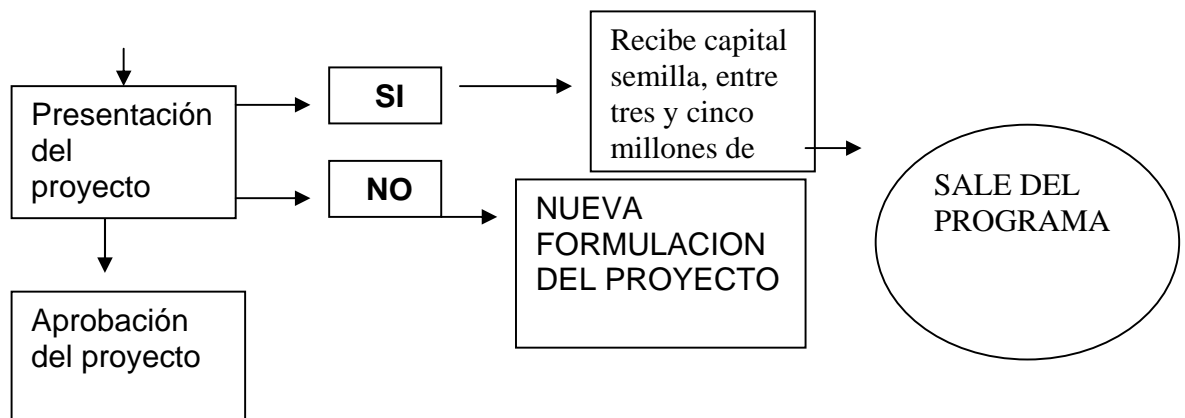 Presentación
del
proyecto
SI
NO
Recibe capital
semilla, entre
tres y cinco
millones de
NUEVA
FORMULACION
DEL PROYECTO
SALE DEL
PROGRAMA
Aprobación
del proyecto